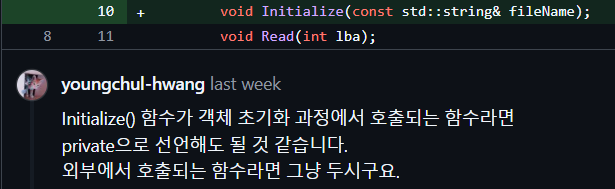 10 + void Initialize(const std::string& fileName);
8 11 void Read(int lba);
youngchul-hwang last week
Initialize() 함수가 객체 초기화 과정에서 호출되는 함수라면
private으로 선언해도 될 것 같습니다.
외부에서 호출되는 함수라면 그냥 두시구요.